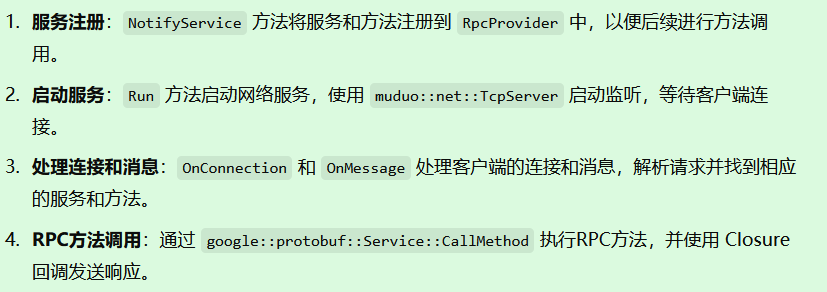 1. 服务注册：NotifyService 方法将服务和方法注册到 RpcProvider 中，以便后续进行方法调
用。
2. 启动服务：Run 方法启动网络服务，使用 muduo::net::TcpServer 启动监听，等待客户端连
接。
3. 处理连接和消息：OnConnection 和 OnMessage 处理客户端的连接和消息，解析请求并找到相应
的服务和方法。
4. RPC方法调用：通过 google::protobuf::Service::CallMethod 执行RPC方法，并使用 Closure
回调发送响应。